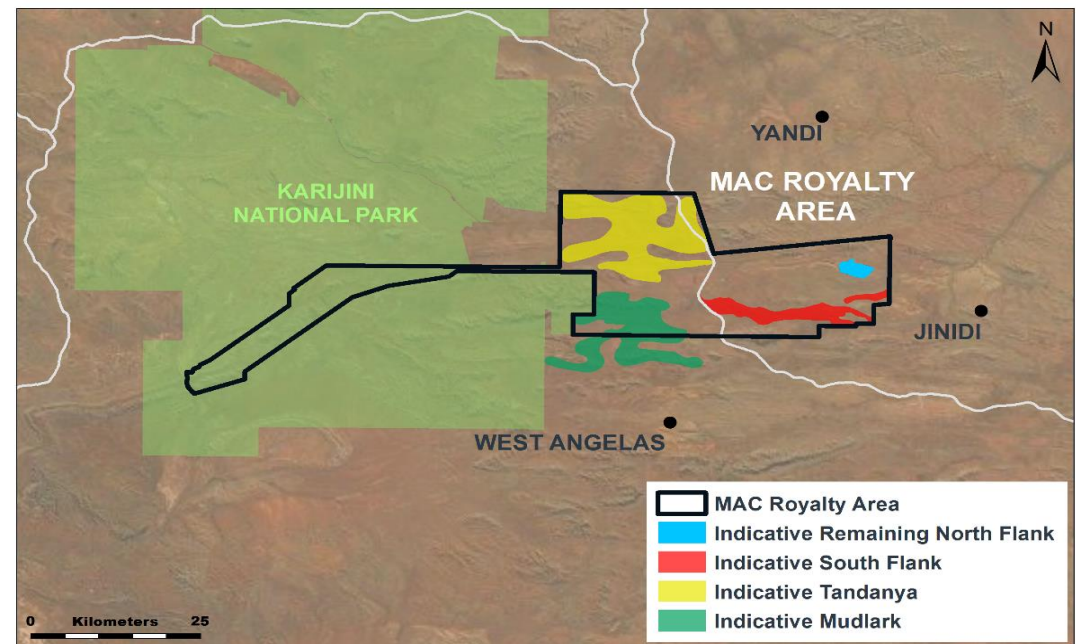 N
YANDI
MAC ROYALTY
AREA
KARIJINI
NATIONAL PARK
JINIDI
WEST ANGELAS
MAC Royalty Area
Indicative Remaining North Flank
Indicative South Flank
Indicative Tandanya
Indicative Mudlark
0 Kilometers 25